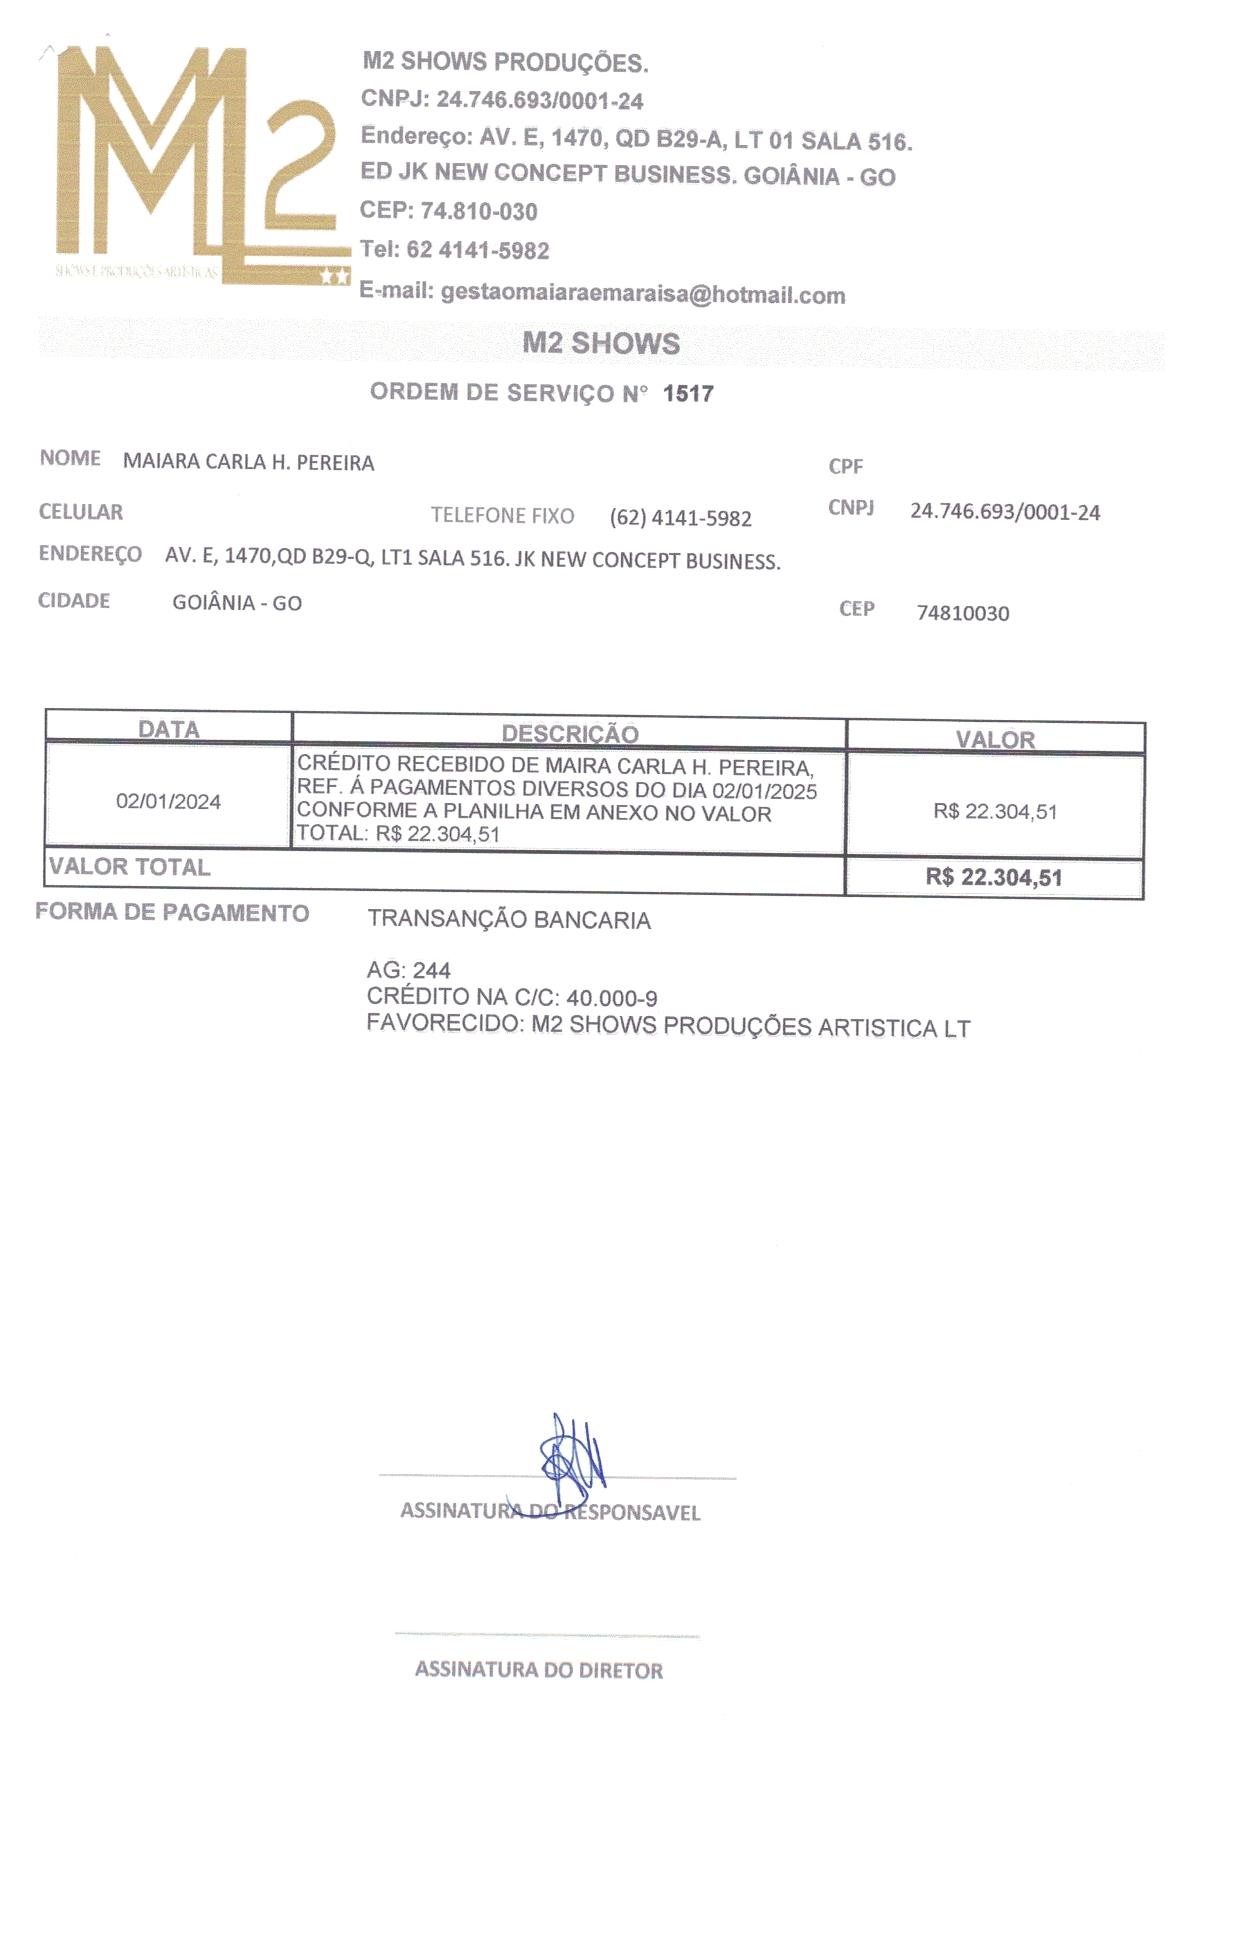 M2
SHOWS E PRODUÇÕES ARTÍSTICAS
M2 SHOWS PRODUÇÕES.
CNPJ: 24.746.693/0001-24
Endereço: AV. E, 1470, QD B29-A, LT 01 SALA 516.
ED JK NEW CONCEPT BUSINESS. GOIÂNIA - GO
CEP: 74.810-030
Tel: 62 4141-5982
E-mail: gestaomaiaraemaraisa@hotmail.com
M2 SHOWS
ORDEM DE SERVIÇO N° 1517
NOME MAIARA CARLA H. PEREIRA CPF
CELULAR TELEFONE FIXO (62) 4141-5982 CNPJ 24.746.693/0001-24
ENDEREÇO AV. E, 1470,QD B29-Q, LT1 SALA 516. JK NEW CONCEPT BUSINESS.
CIDADE GOIÂNIA - GO CEP 74810030
DATA DESCRIÇÃO VALOR
02/01/2024
CRÉDITO RECEBIDO DE MAIRA CARLA H. PEREIRA,
REF. Á PAGAMENTOS DIVERSOS DO DIA 02/01/2025
CONFORME A PLANILHA EM ANEXO NO VALOR
TOTAL: R$ 22.304,51
R$ 22.304,51
VALOR TOTAL R$ 22.304,51
FORMA DE PAGAMENTO TRANSANÇÃO BANCARIA
AG: 244
CRÉDITO NA C/C: 40.000-9
FAVORECIDO: M2 SHOWS PRODUÇÕES ARTISTICA LT
ASSINATURA DO RESPONSAVEL
ASSINATURA DO DIRETOR